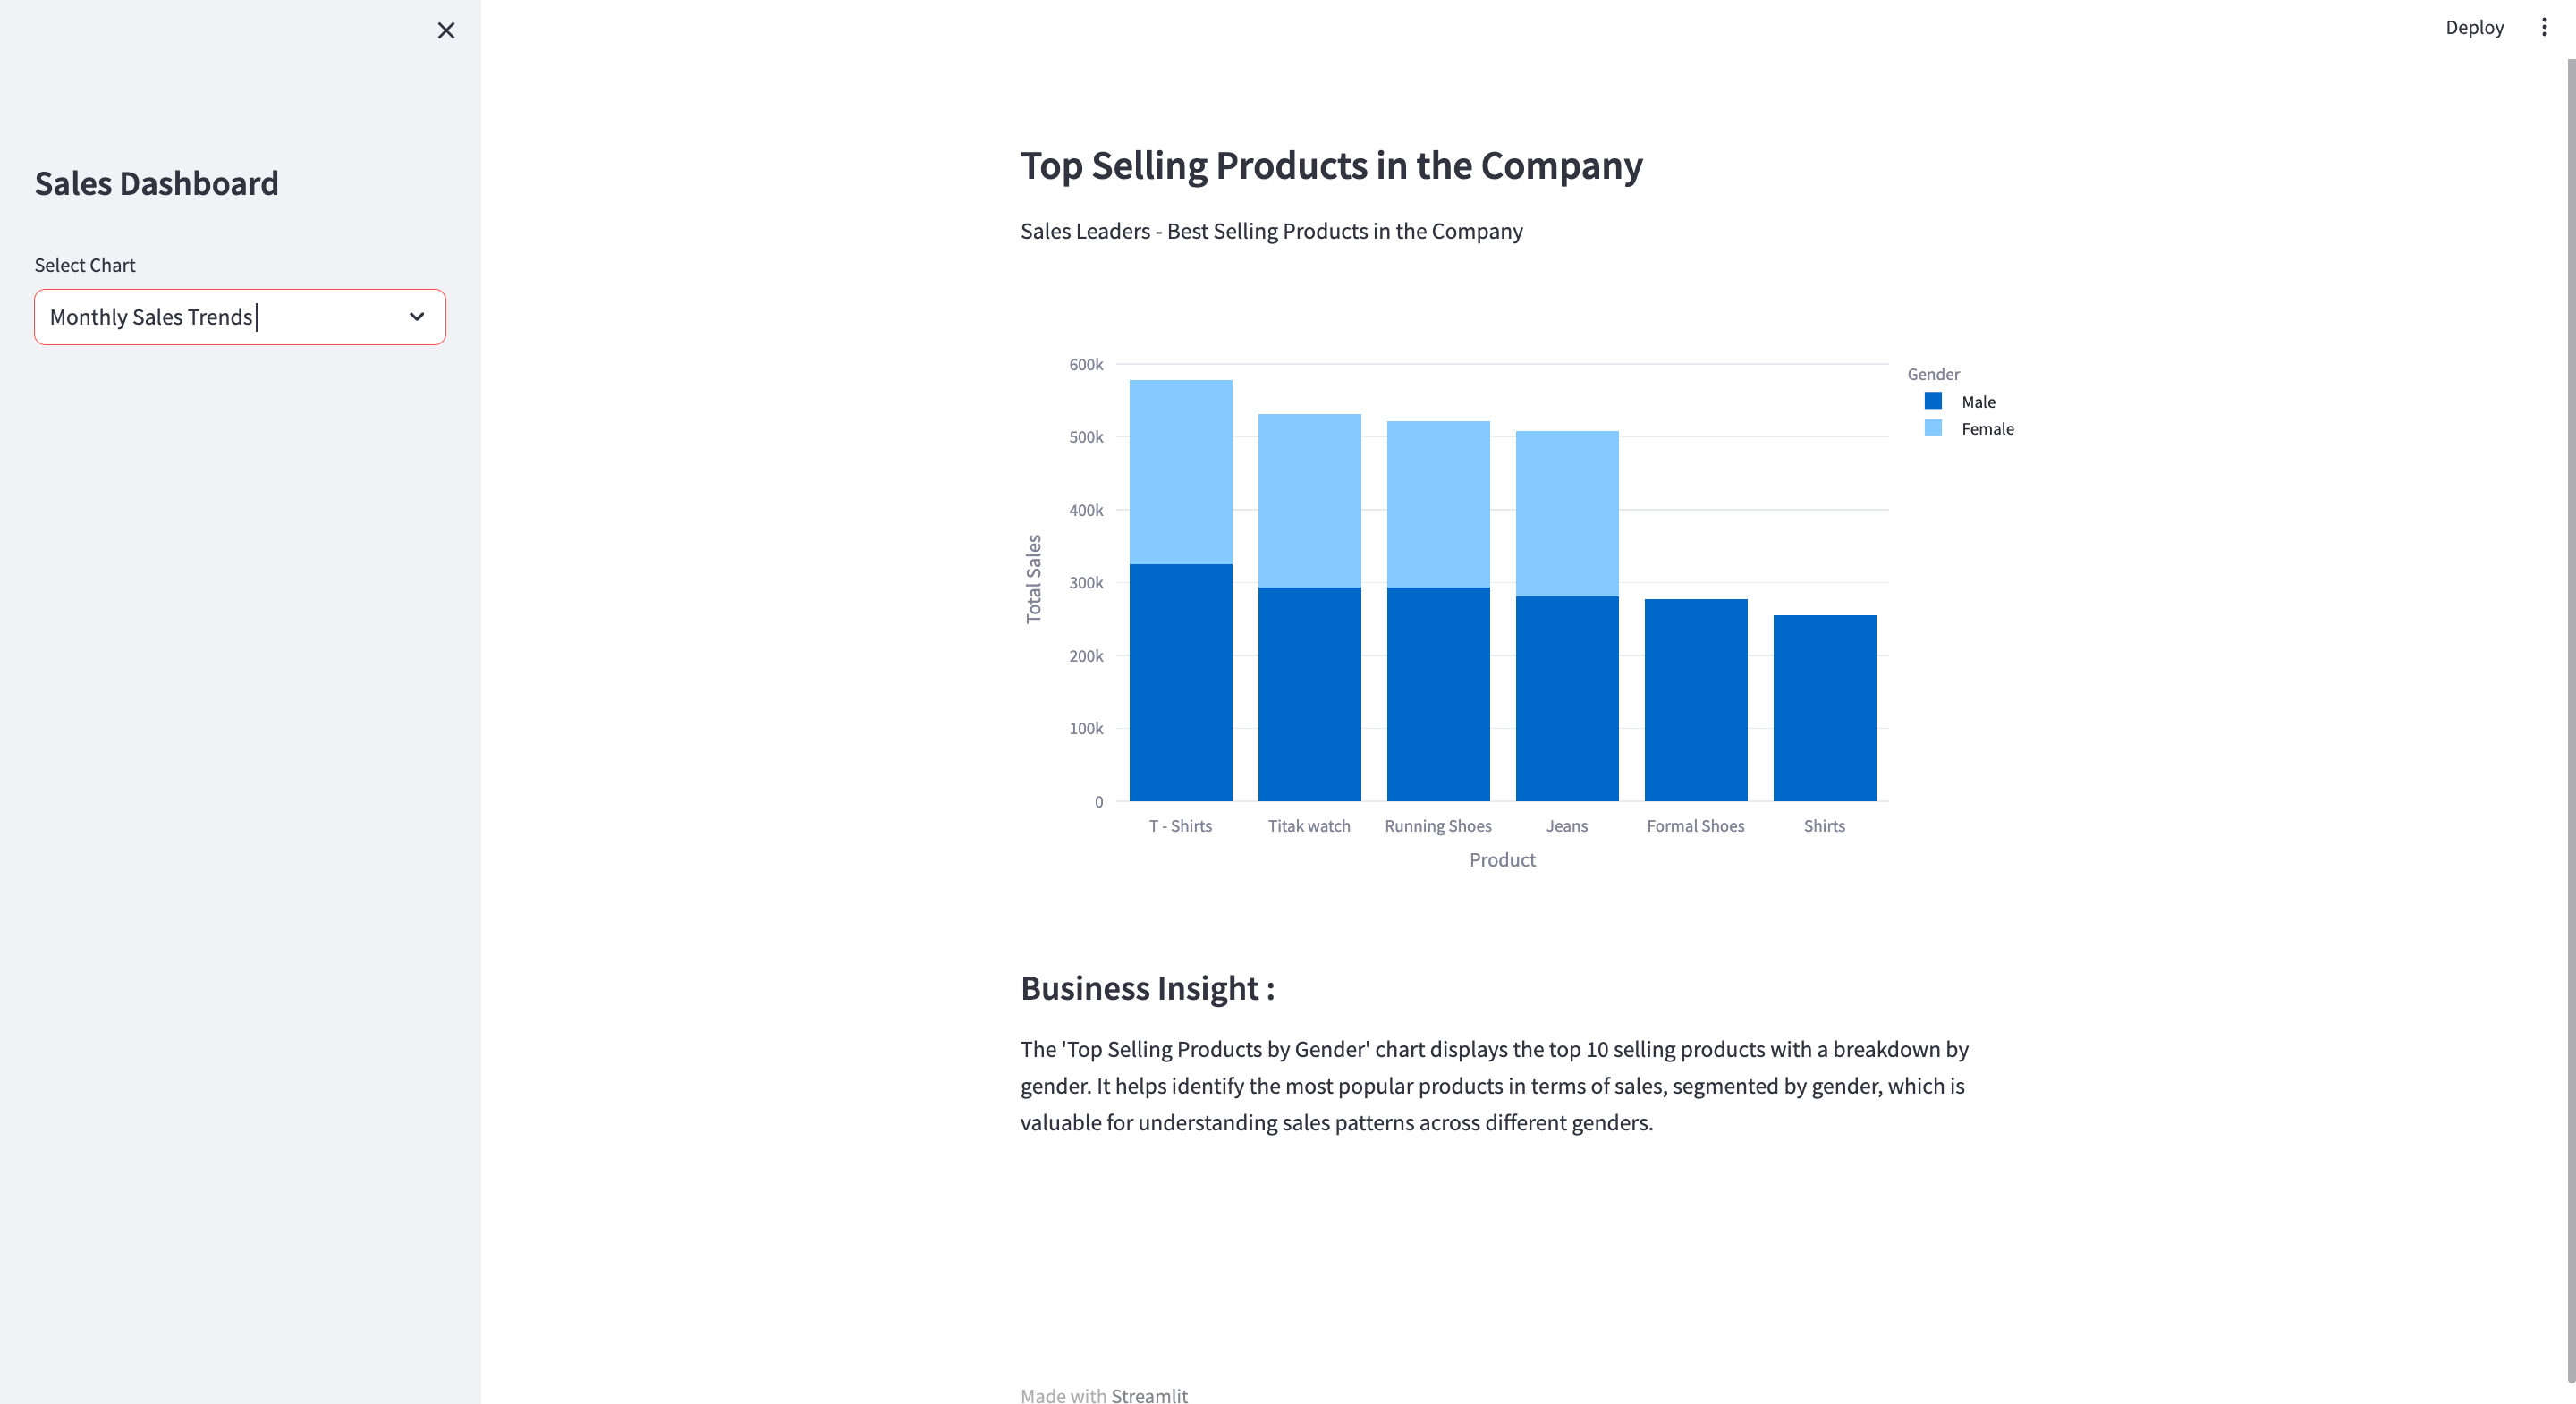 Deploy
Sales Dashboard
Select Chart
Monthly Sales Trends
Top Selling Products in the Company
Sales Leaders - Best Selling Products in the Company
600k
500k
400k
300k
200k
100k
0
Total Sales
Gender
Male
Female
T - Shirts
Titak watch
Running Shoes
Jeans
Formal Shoes
Shirts
Product
Business Insight :
The 'Top Selling Products by Gender' chart displays the top 10 selling products with a breakdown by
gender. It helps identify the most popular products in terms of sales, segmented by gender, which is
valuable for understanding sales patterns across different genders.
Made with Streamlit